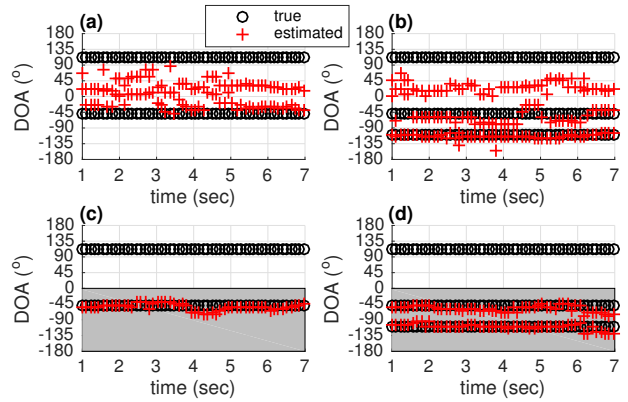 (a)
true
estimated
(b)
DOA (°)
180
135
90
45
0
-45
-90
-135
-180
1 2 3 4 5 6 7
time (sec)
DOA (°)
180
135
90
45
0
-45
-90
-135
-180
1 2 3 4 5 6 7
time (sec)
(c)
DOA (°)
180
135
90
45
0
-45
-90
-135
-180
1 2 3 4 5 6 7
time (sec)
(d)
DOA (°)
180
135
90
45
0
-45
-90
-135
-180
1 2 3 4 5 6 7
time (sec)